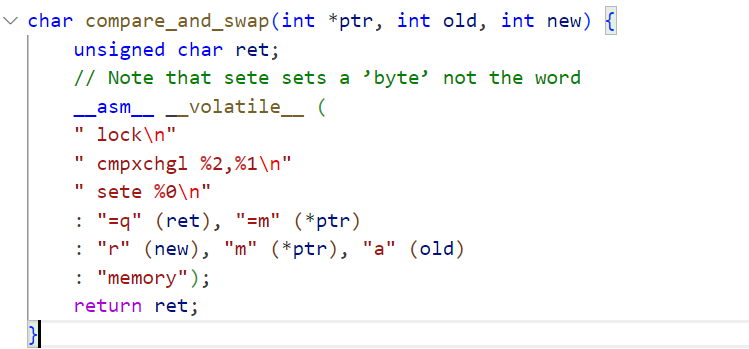 char compare_and_swap(int *ptr, int old, int new) {
unsigned char ret;
// Note that sete sets a ’byte’ not the word
__asm__ __volatile__ (
" lock\n"
" cmpxchgl %2,%1\n"
" sete %0\n"
: "=q" (ret), "=m" (*ptr)
: "r" (new), "m" (*ptr), "a" (old)
: "memory");
return ret;
}